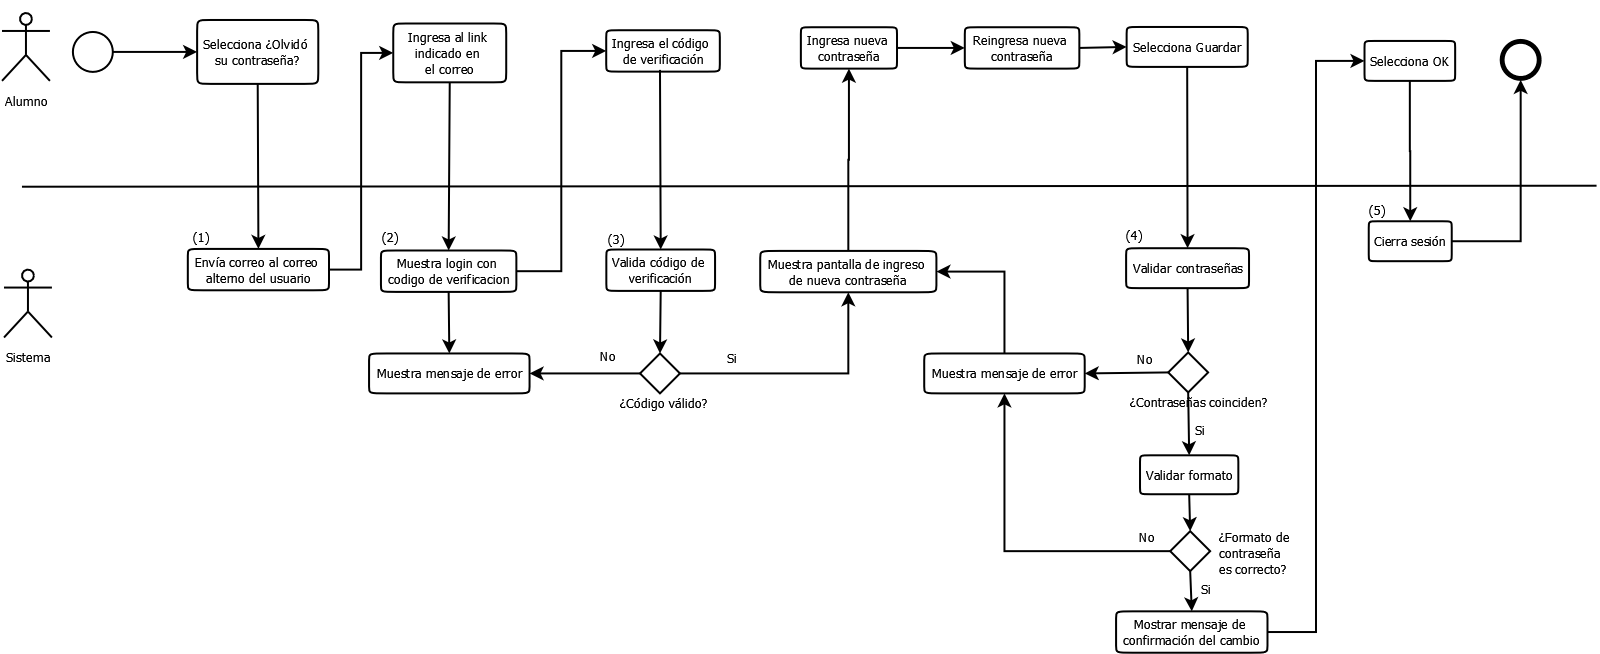 Alumno
Selecciona ¿Olvidó
su contraseña?
Ingresa al link
indicado en
el correo
Ingresa el código
de verificación
Ingresa nueva
contraseña
Reingresa nueva
contraseña
Selecciona Guardar
Selecciona OK
Sistema
(1)
Envía correo al correo
alterno del usuario
(2)
Muestra login con
codigo de verificacion
(3)
Valida código de
verificación
Muestra pantalla de ingreso
de nueva contraseña
(4)
Validar contraseñas
(5)
Cierra sesión
Muestra mensaje de error
No
Si
¿Código válido?
Muestra mensaje de error
No
¿Contraseñas coinciden?
Si
Validar formato
No
¿Formato de
contraseña
es correcto?
Si
Mostrar mensaje de
confirmación del cambio